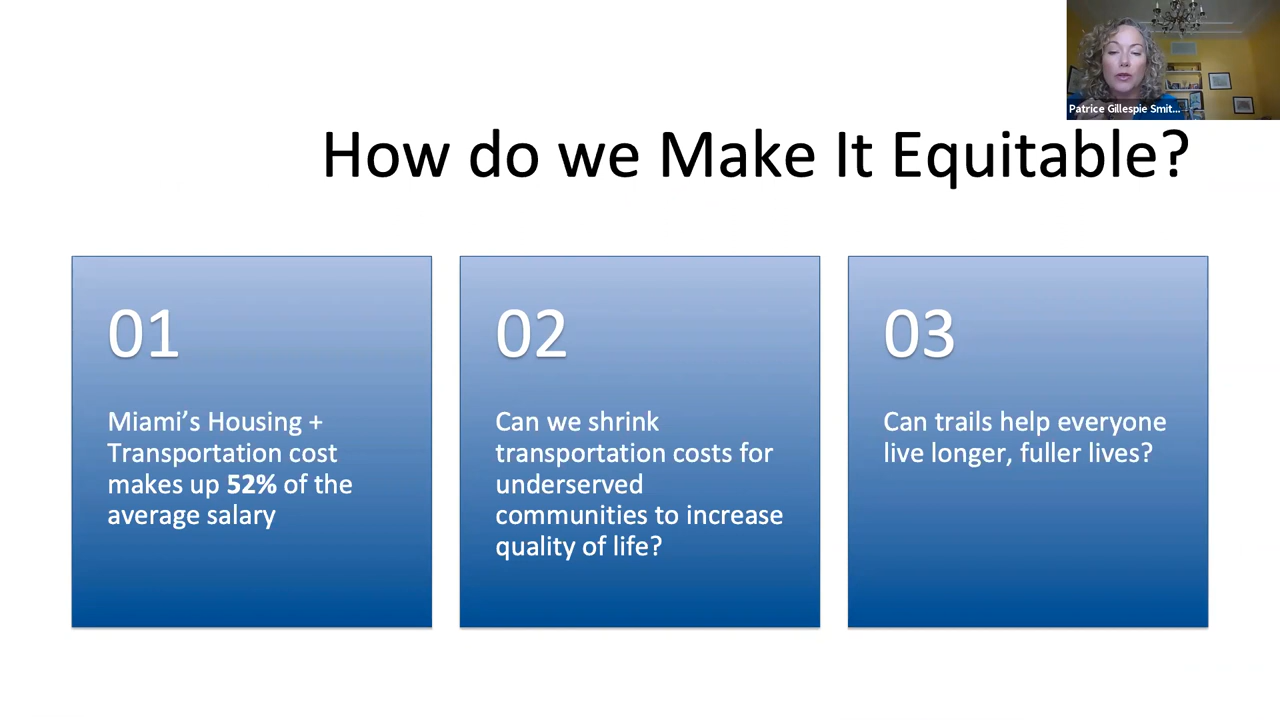 Patrice Gillespie Smit...
How do we Make It Equitable?
01
Miami’s Housing +
Transportation cost
makes up 52% of the
average salary
02
Can we shrink
transportation costs for
underserved
communities to increase
quality of life?
03
Can trails help everyone
live longer, fuller lives?